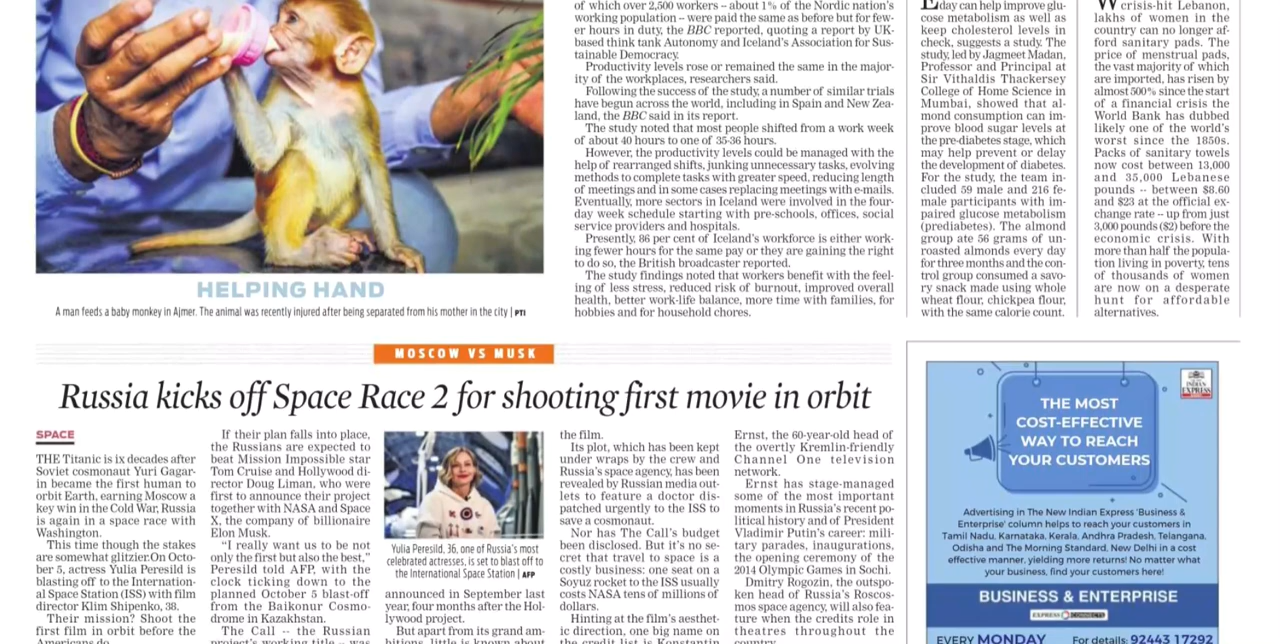 HELPING HAND
A man feeds a baby monkey in Ajmer. The animal was recently injured after being separated from his mother in the city | PTI
of which over 2,500 workers -- about 1% of the Nordic nation's
working population -- were paid the same as before but for few-
er hours in duty, the BBC reported, quoting a report by UK-
based think tank Autonomy and Iceland's Association for Sus-
tainable Democracy.
Productivity levels rose or remained the same in the major-
ity of the workplaces, researchers said.
Following the success of the study, a number of similar trials
have begun across the world, including in Spain and New Zea-
land, the BBC said in its report.
The study noted that most people shifted from a work week
of about 40 hours to one of 35-36 hours.
However, the productivity levels could be managed with the
help of rearranged shifts, junking unnecessary tasks, evolving
methods to complete tasks with greater speed, reducing length
of meetings and in some cases replacing meetings with e-mails.
Eventually, more sectors in Iceland were involved in the four-
day week schedule starting with pre-schools, offices, social
service providers and hospitals.
Presently, 86 per cent of Iceland's workforce is either work-
ing fewer hours for the same pay or they are gaining the right
to do so, the British broadcaster reported.
The study findings noted that workers benefit with the feel-
ing of less stress, reduced risk of burnout, improved overall
health, better work-life balance, more time with families, for
hobbies and for household chores.
day can help improve glu-
cose metabolism as well as
keep cholesterol levels in
check, suggests a study. The
study, led by Jagmeet Madan,
Professor and Principal at
Sir Vithaldis Thackersey
College of Home Science in
Mumbai, showed that al-
mond consumption can im-
prove blood sugar levels at
the pre-diabetes stage, which
may help prevent or delay
the development of diabetes.
For the study, the team in-
cluded 59 male and 216 fe-
male participants with im-
paired glucose metabolism
(prediabetes). The almond
group ate 56 grams of un-
roasted almonds every day
for three months and the con-
trol group consumed a savo-
ry snack made using whole
wheat flour, chickpea flour,
with the same calorie count.
crisis-hit Lebanon,
lakhs of women in the
country can no longer af-
ford sanitary pads. The
price of menstrual pads,
the vast majority of which
are imported, has risen by
almost 500% since the start
of a financial crisis the
World Bank has dubbed
likely one of the world's
worst since the 1850s.
Packs of sanitary towels
now cost between 13,000
and 35,000 Lebanese
pounds -- between $8.60
and $23 at the official ex-
change rate -- up from just
3,000 pounds ($2) before the
economic crisis. With
more than half the popula-
tion living in poverty, tens
of thousands of women
are now on a desperate
hunt for affordable
alternatives.
MOSCOW VS MUSK
Russia kicks off Space Race 2 for shooting first movie in orbit
SPACE
THE Titanic is ix decades after
Soviet cosmonaut Yuri Gagar-
in became the first human to
orbit Earth, earning Moscow a
key win in the Cold War, Russia
is again in a space race with
Washington.
This time though the stakes
are somewhat glitzier.On Octo-
ber 5, actress Yulia Peresild is
blasting off to the Internation-
al Space Station (ISS) with film
director Klim Shipenko, 38.
Their mission? Shoot the
first film in orbit before the
Americans do.
If their plan falls into place,
the Russians are expected to
beat Mission Impossible star
Tom Cruise and Hollywood di-
rector Doug Liman, who were
first to announce their project
together with NASA and Space
X, the company of billionaire
Elon Musk.
"I really want us to be not
only the first but also the best,"
Peresild told AFP, with the
clock ticking down to the
planned October 5 blast-off
from the Baikonur Cosmo-
drome in Kazakhstan.
The Call -- the Russian
project's working title -- was
Yulia Peresild, 36, one of Russia's most
celebrated actresses, is set to blast off to
the International Space Station | AFP
announced in September last
year, four months after the Hol-
lywood project.
But apart from its grand am-
bitions, little is known about
the film.
Its plot, which has been kept
under wraps by the crew and
Russia's space agency, has been
revealed by Russian media out-
lets to feature a doctor dis-
patched urgently to the ISS to
save a cosmonaut.
Nor has The Call's budget
been disclosed. But it's no se-
cret that travel to space is a
costly business: one seat on a
Soyuz rocket to the ISS usually
costs NASA tens of millions of
dollars.
Hinting at the film's aesthet-
ic direction, one big name on
the credit list is Konstantin
Ernst, the 60-year-old head of
the overtly Kremlin-friendly
Channel One television
network.
Ernst has stage-managed
some of the most important
moments in Russia's recent po-
litical history and of President
Vladimir Putin's career: mili-
tary parades, inaugurations,
the opening ceremony of the
2014 Olympic Games in Sochi.
Dmitry Rogozin, the outspo-
ken head of Russia's Roscos-
mos space agency, will also fea-
ture when the credits role in
theatres throughout the
country.
INDIAN
EXPRESS
THE MOST
COST-EFFECTIVE
WAY TO REACH
YOUR CUSTOMERS
Advertising in The New Indian Express 'Business &
Enterprise' column helps to reach your customers in
Tamil Nadu, Karnataka, Kerala, Andhra Pradesh, Telangana,
Odisha and The Morning Standard, New Delhi in a cost
effective manner, yielding more returns! No matter what
your business, find your customers here!
BUSINESS & ENTERPRISE
EXPRESS CONNECTS
EVERY MONDAY
For details: 92443 17292